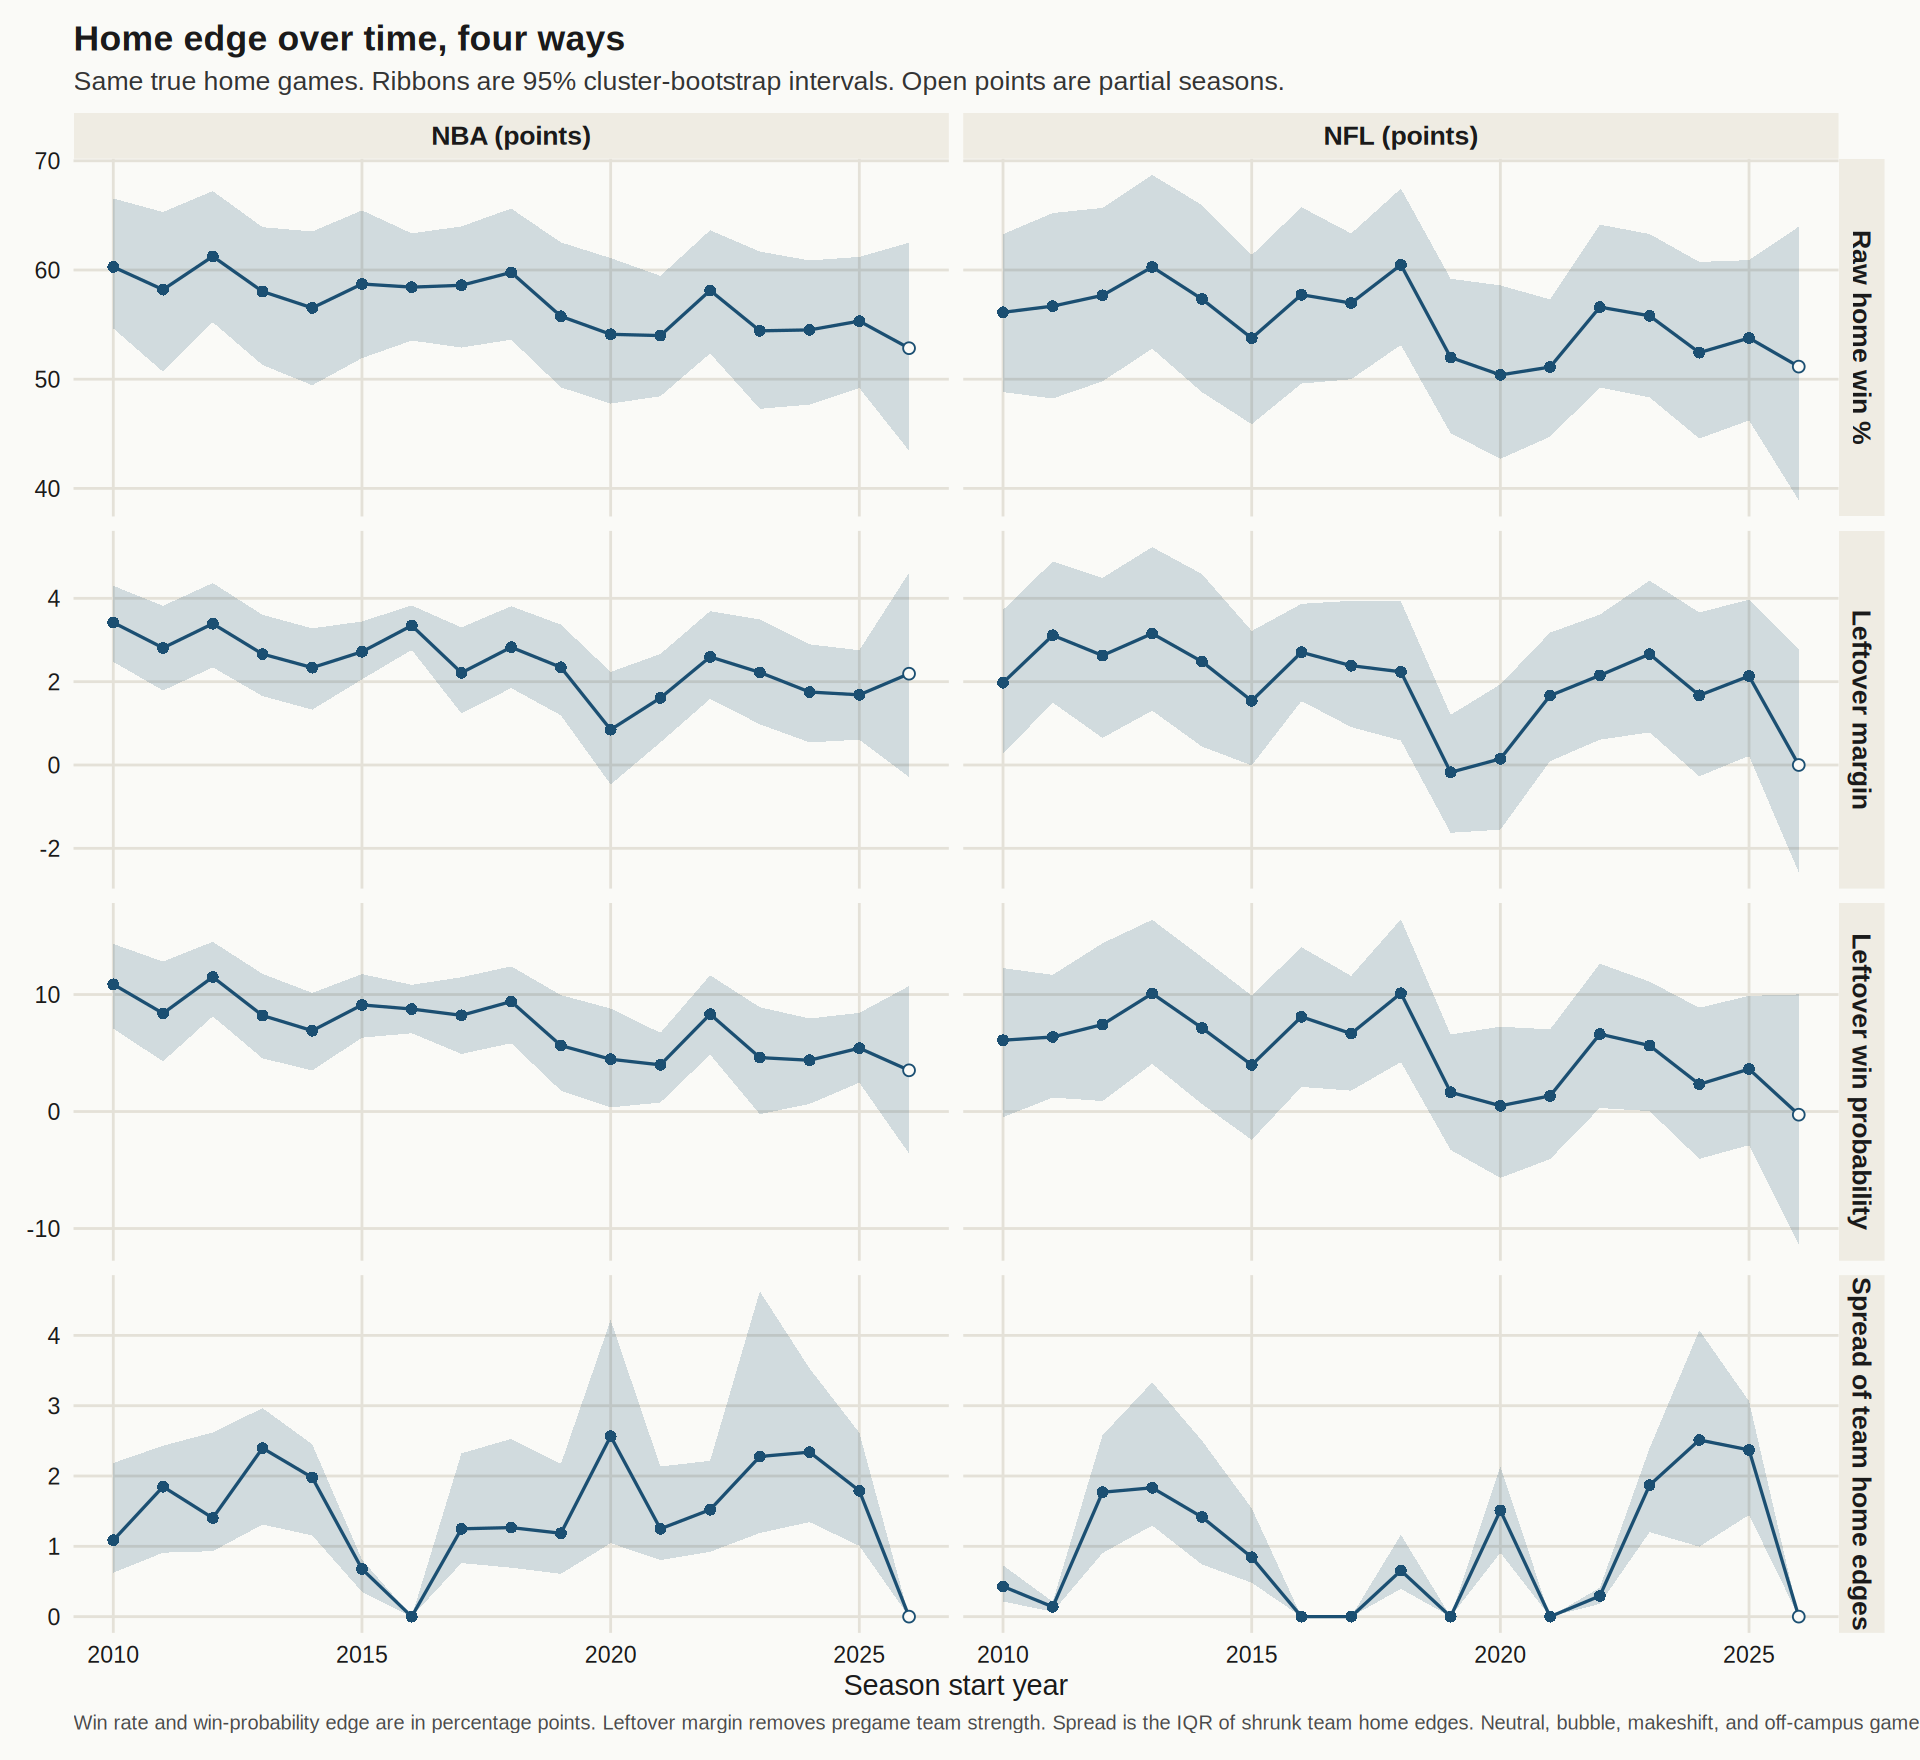 Home edge over time, four ways
Same true home games. Ribbons are 95% cluster-bootstrap intervals. Open points are partial seasons.
NBA (points)
NFL (points)
70
60
50
40
Raw home win %
4
2
0
-2
Leftover margin
10
0
-10
Leftover win probability
4
3
2
1
0
Spread of team home edges
2010
2015
2020
2025
2010
2015
2020
2025
Season start year
Win rate and win-probability edge are in percentage points. Leftover margin removes pregame team strength. Spread is the IQR of shrunk team home edges. Neutral, bubble, makeshift, and off-campus game